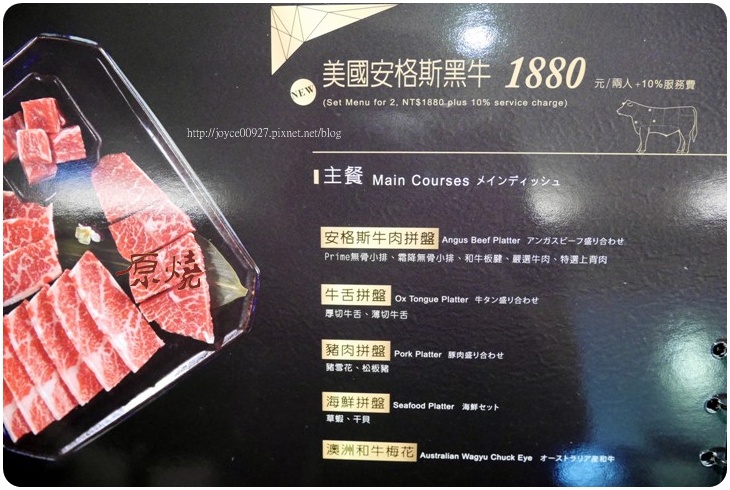 美國安格斯黑牛 1880 元/兩人+10%服務費
NEW
(Set Menu for 2, NT$1880 plus 10% service charge)
http://joyce00927.pixnet.net/blog
主餐 Main Courses メインディッシュ
安格斯牛肉拼盤 Angus Beef Platter アンガスビーフ盛り合わせ
Prime無骨小排、霜降無骨小排、和牛板腱、嚴選牛肉、特選上背肉
原燒
牛舌拼盤 Ox Tongue Platter 牛タン盛り合わせ
厚切牛舌、薄切牛舌
豬肉拼盤 Pork Platter 豚肉盛り合わせ
豬雪花、松板豬
海鮮拼盤 Seafood Platter 海鮮セット
草蝦、干貝
澳洲和牛梅花 Australian Wagyu Chuck Eye オーストラリア産和牛